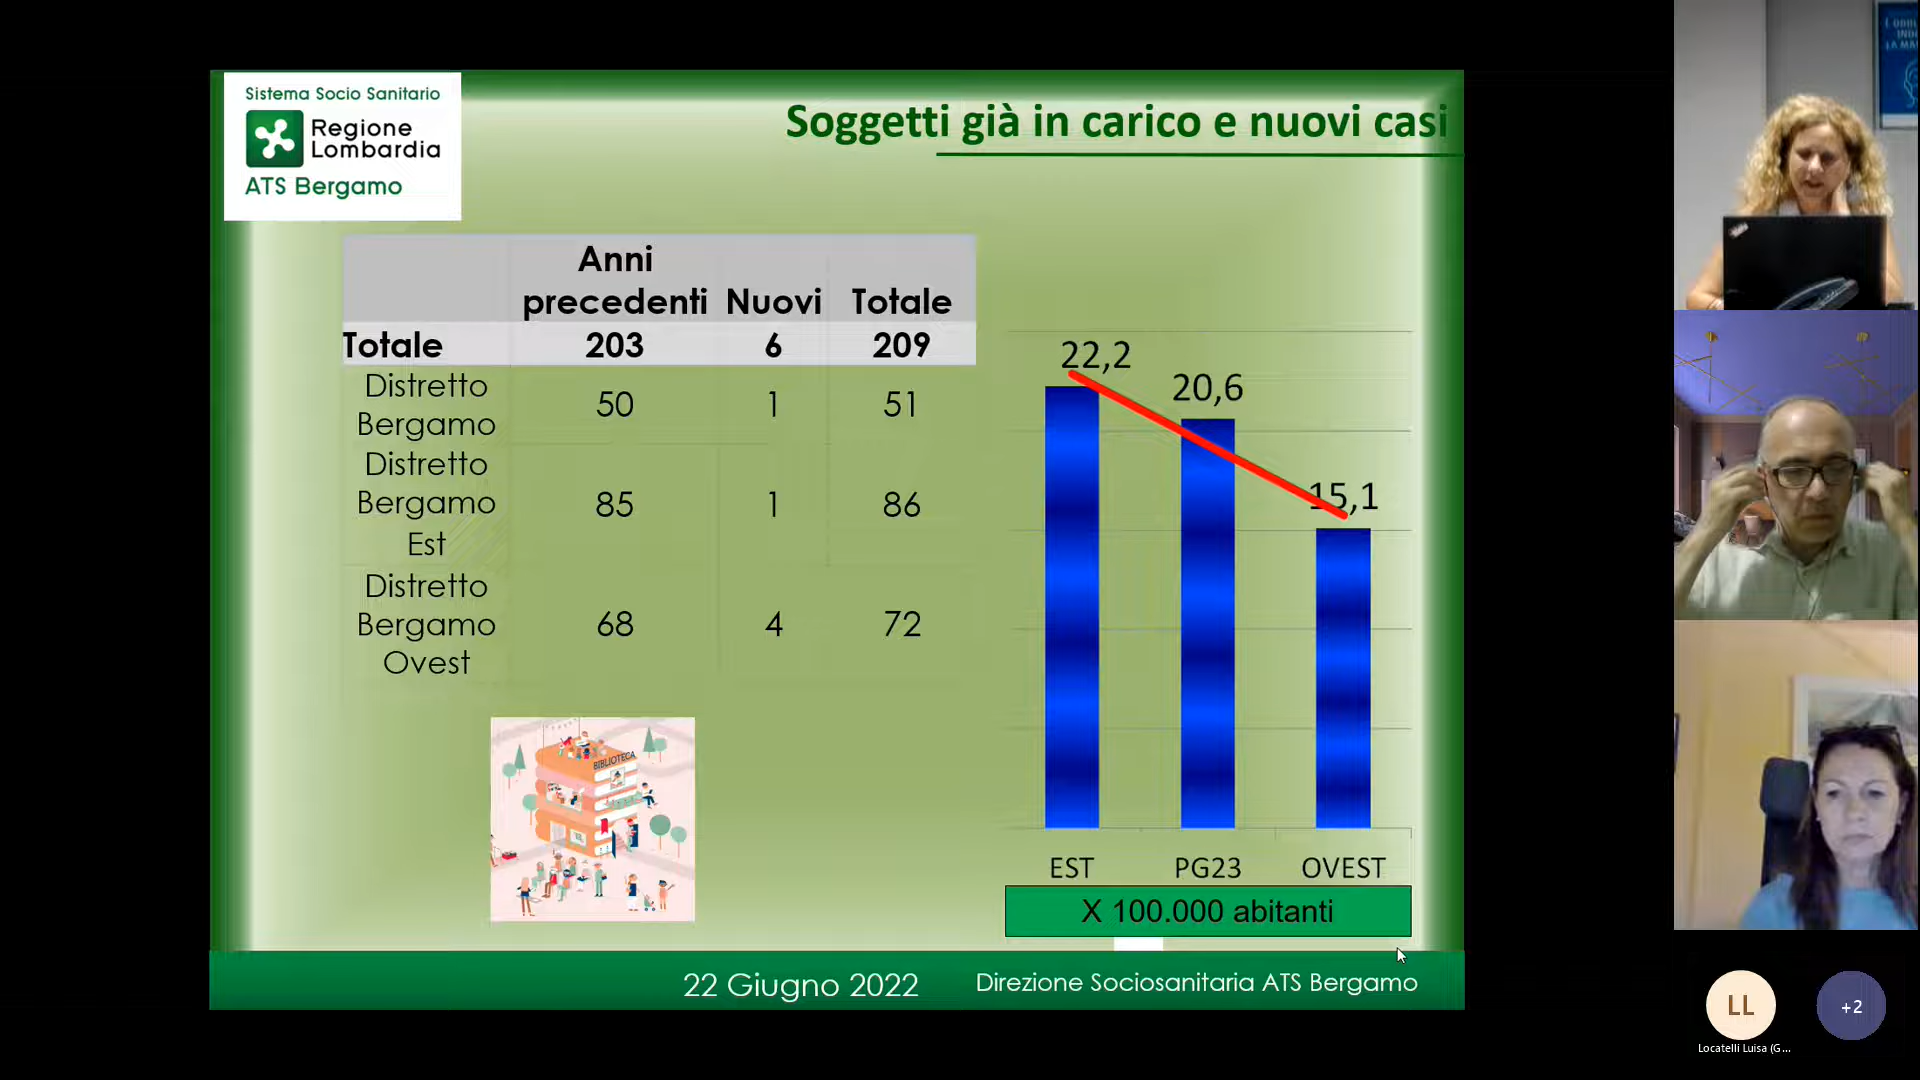 Sistema Socio Sanitario
Regione
Lombardia
ATS Bergamo
Soggetti già in carico e nuovi casi
Anni
precedenti Nuovi Totale
Totale 203 6 209
Distretto
Bergamo
50 1 51
Distretto
Bergamo
Est
85 1 86
Distretto
Bergamo
Ovest
68 4 72
BIBLIOTECA
22,2
20,6
15,1
EST PG23 OVEST
X 100.000 abitanti
22 Giugno 2022
Direzione Sociosanitaria ATS Bergamo
LL
+2
Locatelli Luisa (G...